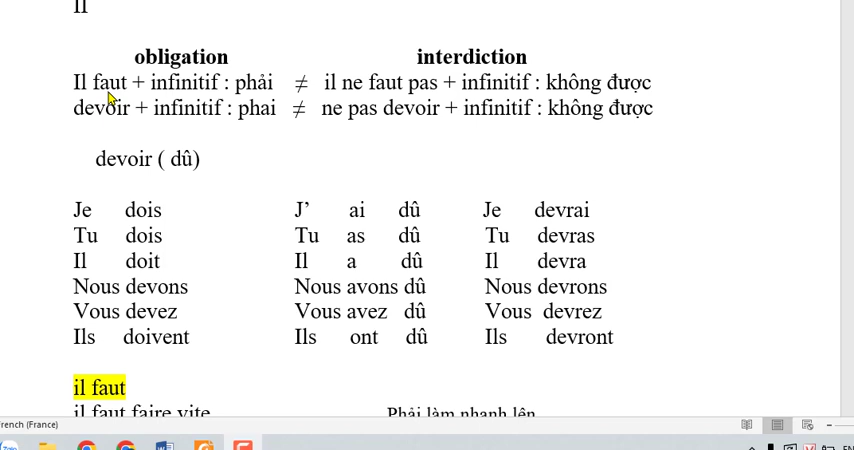 obligation interdiction
Il faut + infinitif : phải ≠ il ne faut pas + infinitif : không được
devoir + infinitif : phai ≠ ne pas devoir + infinitif : không được
devoir ( dû)
Je dois J’ ai dû Je devrai
Tu dois Tu as dû Tu devras
Il doit Il a dû Il devra
Nous devons Nous avons dû Nous devrons
Vous devez Vous avez dû Vous devrez
Ils doivent Ils ont dû Ils devront
il faut
il faut faire vite Phải làm nhanh lên
rench (France)
Zalo EN